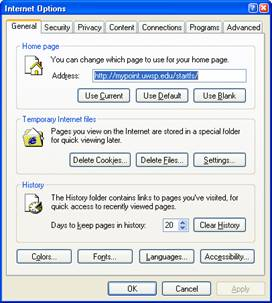 Internet Options
General Security Privacy Content Connections Programs Advanced
Home page
You can change which page to use for your home page.
Address: http://mypoint.uwsp.edu/startfs/
Use Current Use Default Use Blank
Temporary Internet files
Pages you view on the Internet are stored in a special folder
for quick viewing later.
Delete Cookies... Delete Files... Settings...
History
The History folder contains links to pages you've visited, for
quick access to recently viewed pages.
Days to keep pages in history: 20 Clear History
Colors... Fonts... Languages... Accessibility...
OK Cancel Apply